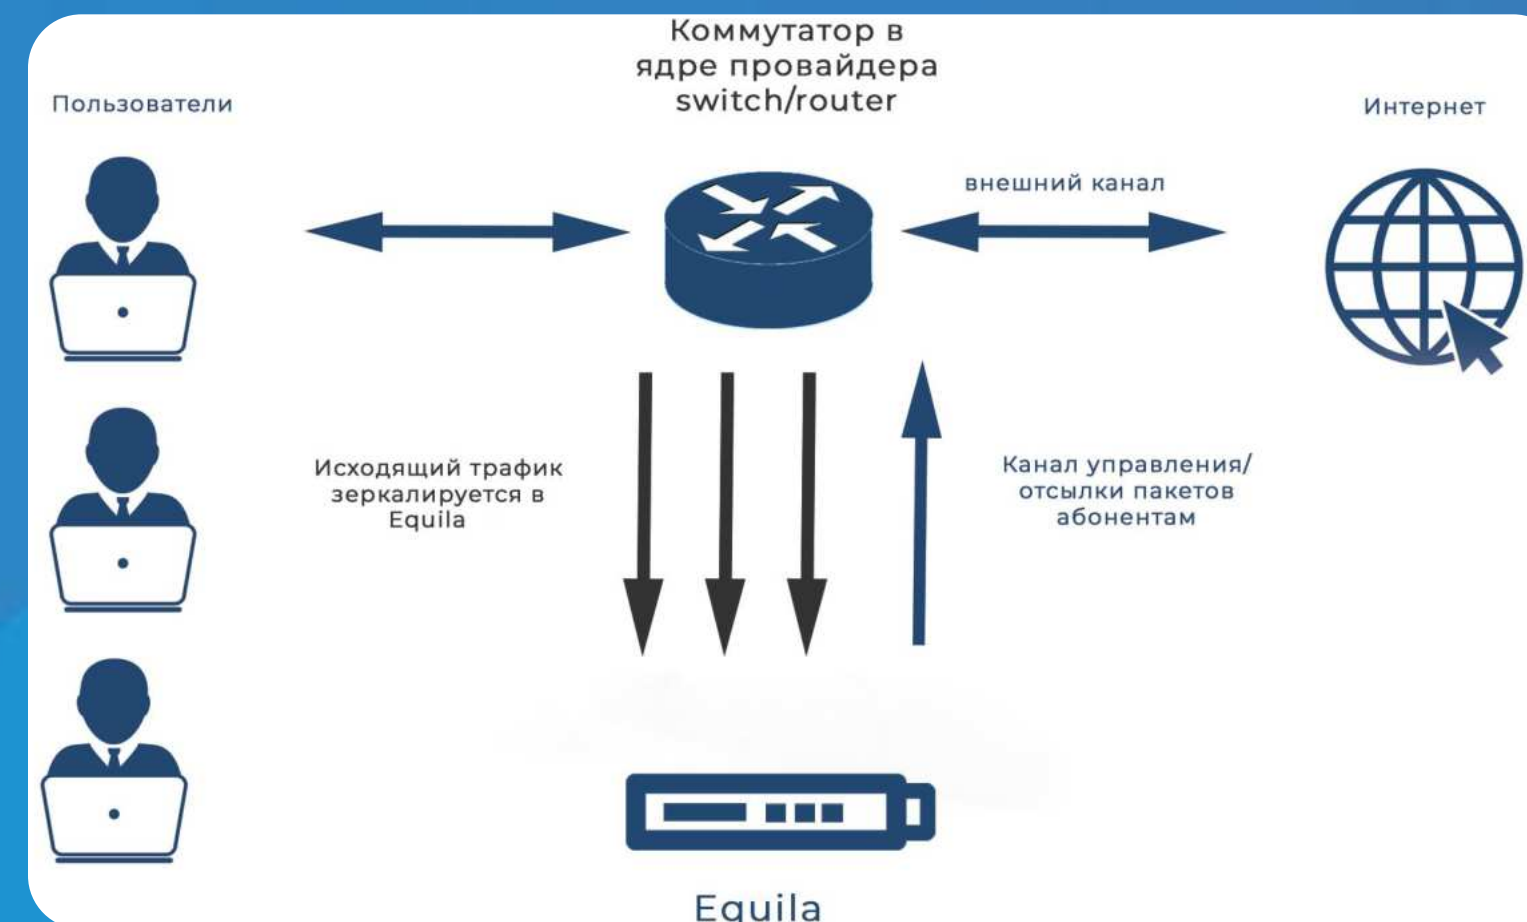 Коммутатор в
ядре провайдера
switch/router
Пользователи
Интернет
внешний канал
Исходящий трафик
зеркалируется в
Equila
Канал управления/
отсылки пакетов
абонентам
Equila